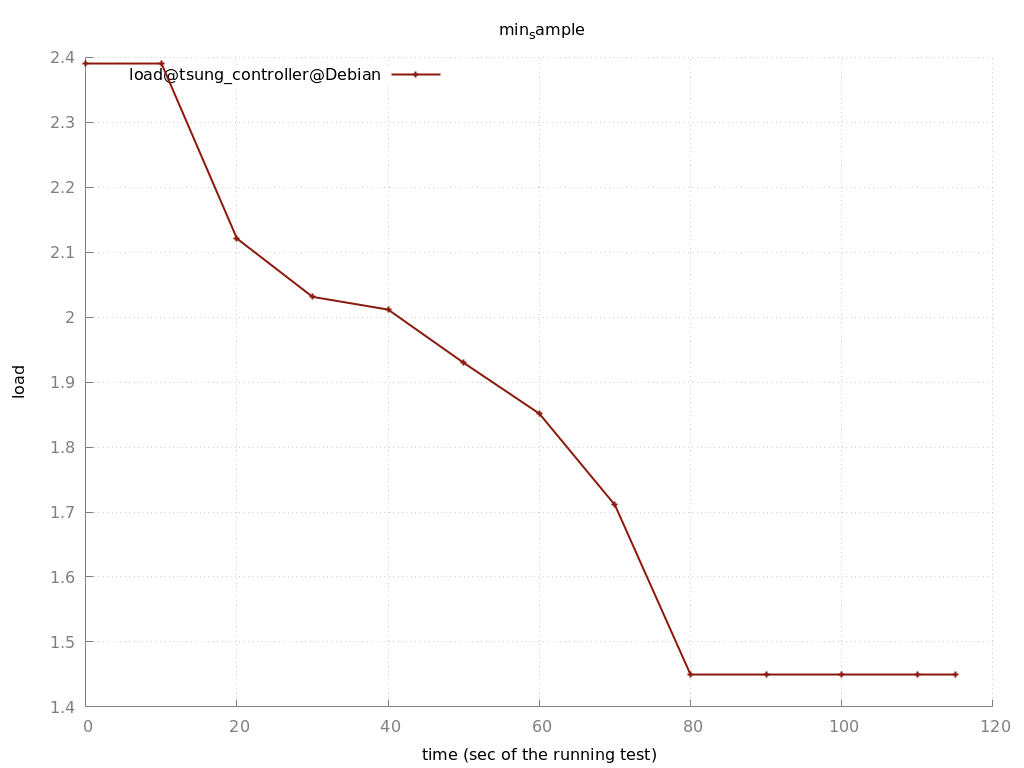 min_sample
2.4
load@tsung_controller@Debian
2.3
2.2
2.1
2
1.9
load
1.8
1.7
1.6
1.5
1.4
0 20 40 60 80 100 120
time (sec of the running test)